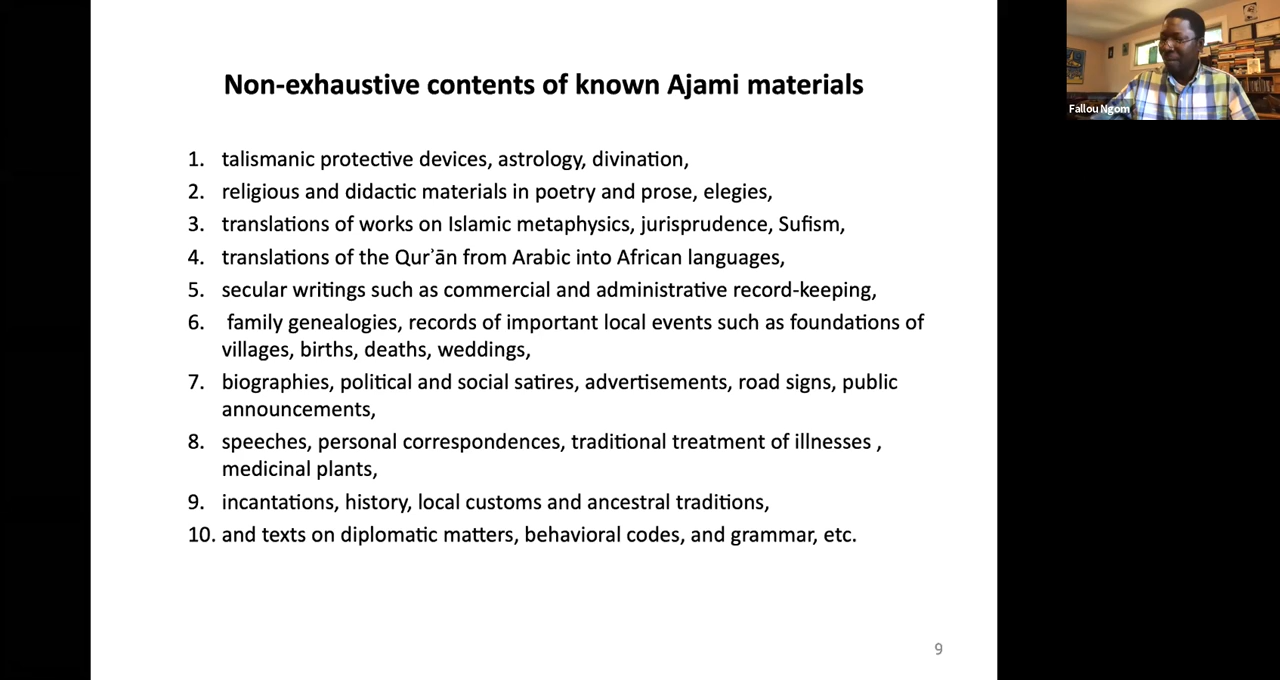 Non-exhaustive contents of known Ajami materials
1. talismanic protective devices, astrology, divination,
2. religious and didactic materials in poetry and prose, elegies,
3. translations of works on Islamic metaphysics, jurisprudence, Sufism,
4. translations of the Qurʾān from Arabic into African languages,
5. secular writings such as commercial and administrative record-keeping,
6. family genealogies, records of important local events such as foundations of
villages, births, deaths, weddings,
7. biographies, political and social satires, advertisements, road signs, public
announcements,
8. speeches, personal correspondences, traditional treatment of illnesses ,
medicinal plants,
9. incantations, history, local customs and ancestral traditions,
10. and texts on diplomatic matters, behavioral codes, and grammar, etc.
9
Fallou Ngom